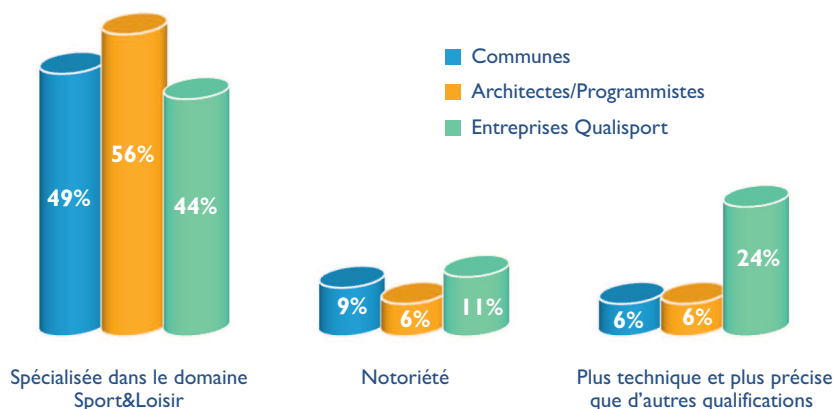 Communes
Architectes/Programmistes
Entreprises Qualisport
49%
56%
44%
9%
6%
11%
6%
6%
24%
Spécialisée dans le domaine
Sport&Loisir
Notoriété
Plus technique et plus précise
que d'autres qualifications